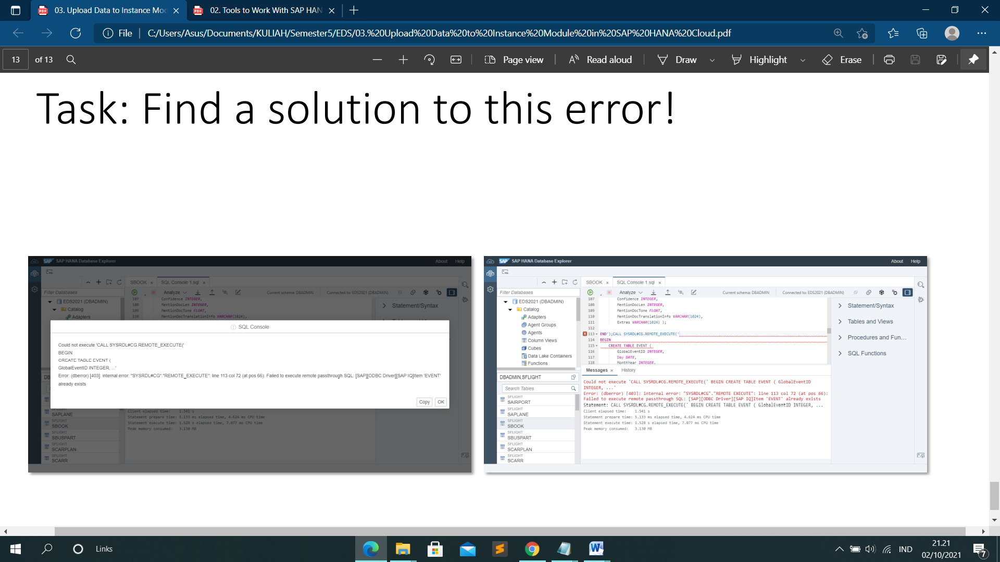 03. Upload Data to Instance Mo
02. Tools to Work With SAP HAN
File
C:/Users/Asus/Documents/KULIAH/Semester5/EDS/03.%20Upload%20Data%20to%20Instance%20Module%20in%20SAP%20HANA%20Cloud.pdf
13 of 13
Page view
Read aloud
Draw
Highlight
Erase
Task: Find a solution to this error!
SAP SAP HANA Database Explorer
About Help
SBOOK
SQL Console 1.sql
Filter Databases
Analyze
Current schema: DBADMIN
Connected to: EDS2021 (DBADMIN)
EDS2021 (DBADMIN)
Catalog
Adapters
107 Confidence INTEGER,
108 MentionDocLen INTEGER,
109 MentionDocTone FLOAT,
110 MentionDocTranslationInfo VARCHAR(1024),
Statement/Syntax
SQL Console
Could not execute 'CALL SYSRDL#CG.REMOTE_EXECUTE('
BEGIN
CREATE TABLE EVENT (
GlobalEventID INTEGER, ...'
Error: (dberror) [403]: internal error: "SYSRDL#CG"."REMOTE_EXECUTE": line 113 col 72 (at pos 66): Failed to execute remote passthrough SQL: [SAP][ODBC Driver][SAP IQ]Item 'EVENT'
already exists
Copy OK
DB
Client elapsed time: 1.541 s
Statement prepare time: 5.133 ms elapsed time, 4.624 ms CPU time
Statement execute time: 1.528 s elapsed time, 7.077 ms CPU time
Peak memory consumed: 3.130 MB
SAPLANE
SFLIGHT
SBOOK
SFLIGHT
SBUSPART
SFLIGHT
SCARPLAN
SFLIGHT
SCARR
SAP SAP HANA Database Explorer
About Help
SBOOK
SQL Console 1.sql
Filter Databases
Analyze
Current schema: DBADMIN
Connected to: EDS2021 (DBADMIN)
EDS2021 (DBADMIN)
Catalog
Adapters
Agent Groups
Agents
Column Views
Cubes
Data Lake Containers
Functions
107 Confidence INTEGER,
108 MentionDocLen INTEGER,
109 MentionDocTone FLOAT,
110 MentionDocTranslationInfo VARCHAR(1024),
111 Extras VARCHAR(1024) );
112
113 END');CALL SYSRDL#CG.REMOTE_EXECUTE('
114 BEGIN
115 CREATE TABLE EVENT (
116 GlobalEventID INTEGER,
117 Day DATE,
118 MonthYear INTEGER,
Statement/Syntax
Tables and Views
Procedures and Fun...
SQL Functions
DBADMIN,SFLIGHT
Search Tables
SFLIGHT
SAIRPORT
SFLIGHT
SAPLANE
SFLIGHT
SBOOK
SFLIGHT
SBUSPART
SFLIGHT
SCARPLAN
SFLIGHT
SCARR
Messages
History
Could not execute 'CALL SYSRDL#CG.REMOTE_EXECUTE(' BEGIN CREATE TABLE EVENT ( GlobalEventID
INTEGER, ...'
Error: (dberror) [403]: internal error: "SYSRDL#CG"."REMOTE_EXECUTE": line 113 col 72 (at pos 66):
Failed to execute remote passthrough SQL: [SAP][ODBC Driver][SAP IQ]Item 'EVENT' already exists
Statement: CALL SYSRDL#CG.REMOTE_EXECUTE(' BEGIN CREATE TABLE EVENT ( GlobalEventID INTEGER, ...
Client elapsed time: 1.541 s
Statement prepare time: 5.133 ms elapsed time, 4.624 ms CPU time
Statement execute time: 1.528 s elapsed time, 7.077 ms CPU time
Peak memory consumed: 3.130 MB
Links
IND
21.21
02/10/2021
7